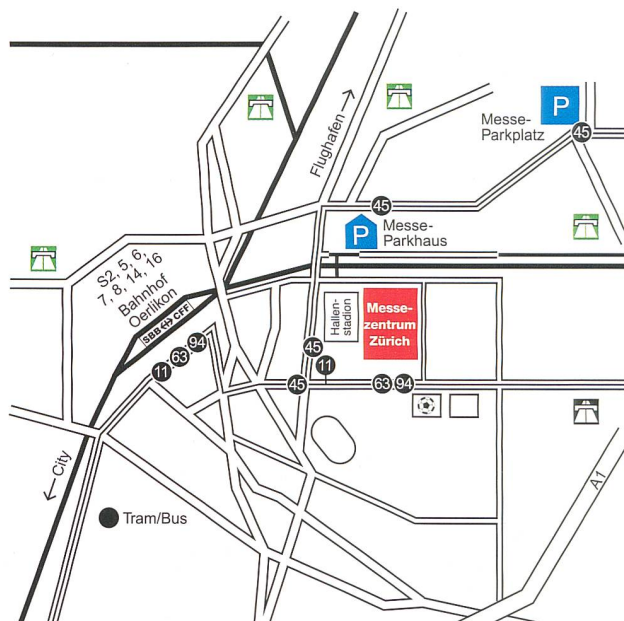 Flughafen
P
Messe-
Parkplatz
45
45
P
Messe-
Parkhaus
S2, 5, 6,
7, 8, 14, 16
Bahnhof
Oerlikon
SBB CFF
Hallen-
stadion
Messe-
zentrum
Zürich
11
63
94
45
11
45
63
94
City
A1
Tram/Bus